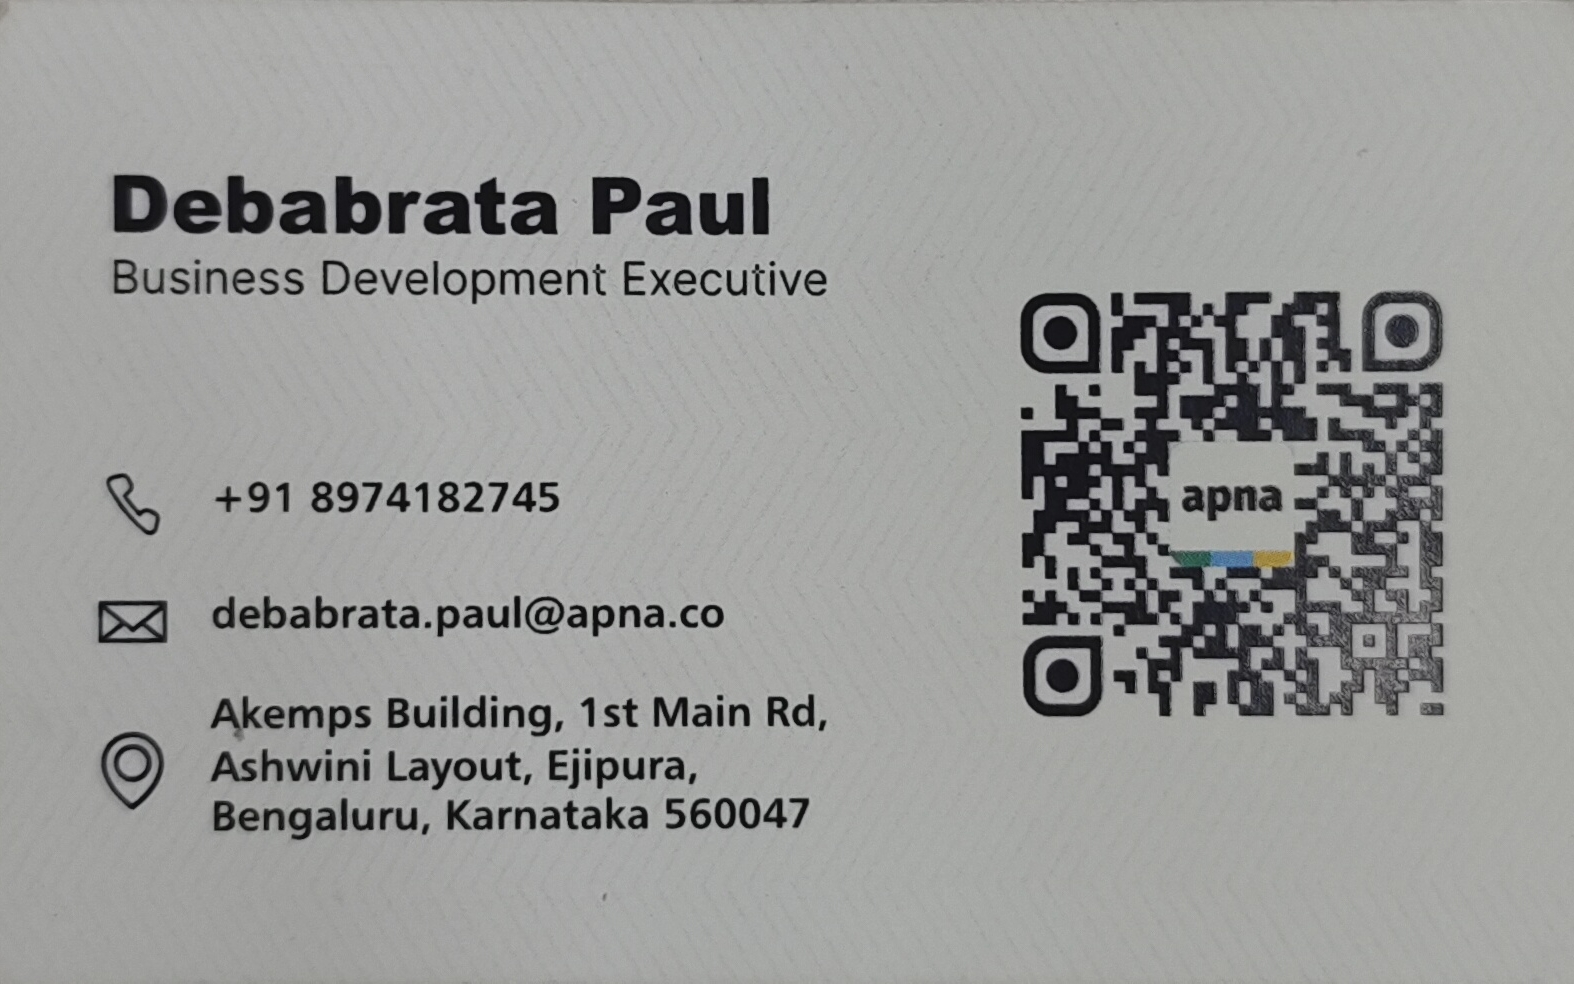 Debabrata Paul
Business Development Executive
+91 8974182745
debabrata.paul@apna.co
Akemps Building, 1st Main Rd,
Ashwini Layout, Ejipura,
Bengaluru, Karnataka 560047
apna